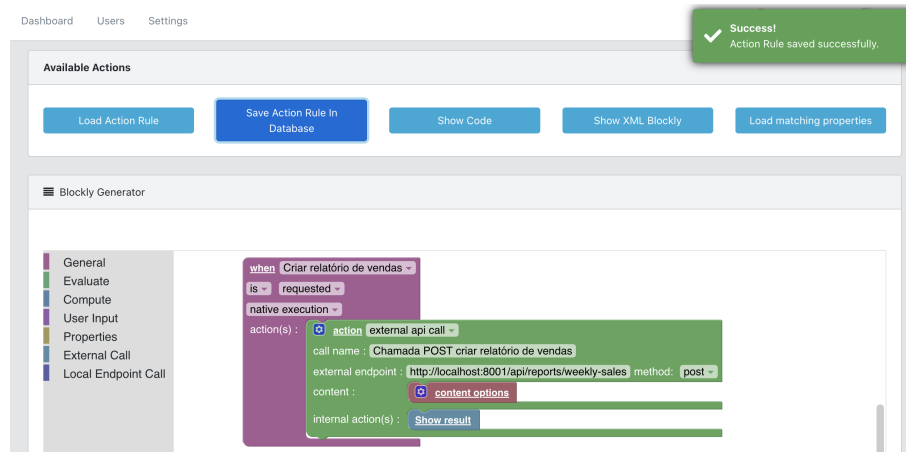 Dashboard Users Settings
Success!
Action Rule saved successfully.
Available Actions
Load Action Rule
Save Action Rule In
Database
Show Code
Show XML Blockly
Load matching properties
Blockly Generator
General
Evaluate
Compute
User Input
Properties
External Call
Local Endpoint Call
when Criar relatório de vendas
is requested
native execution
action(s) : action external api call
call name : Chamada POST criar relatório de vendas
external endpoint : http://localhost:8001/api/reports/weekly-sales method: post
content : content options
internal action(s) : Show result